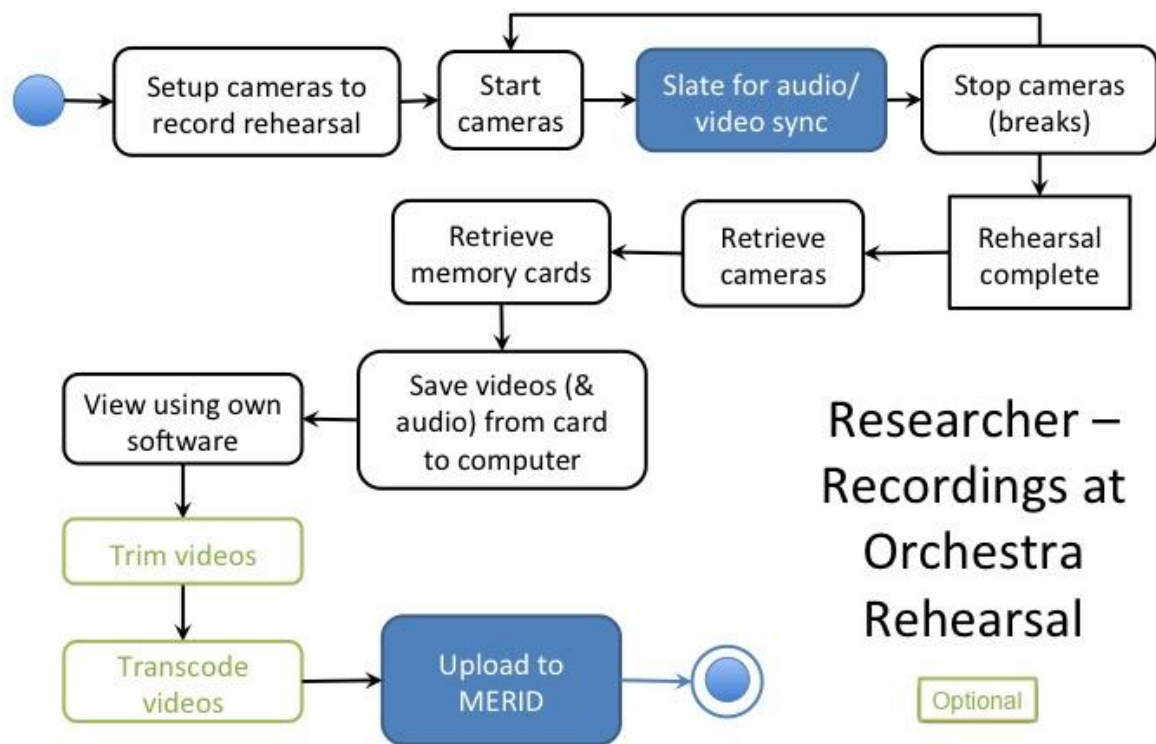 Setup cameras to
record rehearsal
Start
cameras
Slate for audio/
video sync
Stop cameras
(breaks)
Rehearsal
complete
Retrieve
cameras
Retrieve
memory cards
Save videos (&
audio) from card
to computer
View using own
software
Trim videos
Transcode
videos
Upload to
MERID
Researcher –
Recordings at
Orchestra
Rehearsal
Optional